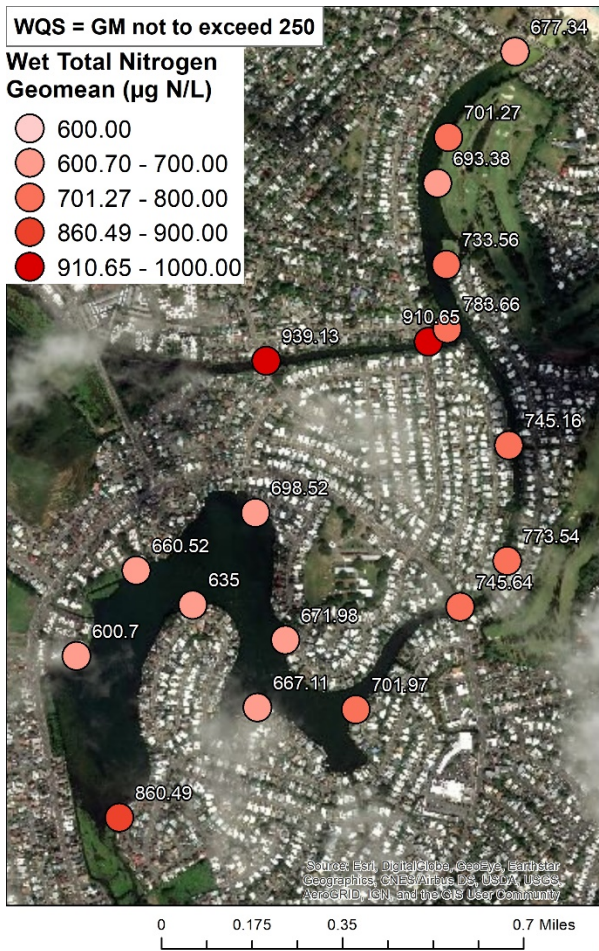 WQS = GM not to exceed 250
Wet Total Nitrogen
Geomean (µg N/L)
600.00
600.70 - 700.00
701.27 - 800.00
860.49 - 900.00
910.65 - 1000.00
677.34
701.27
693.38
733.56
783.66
910.65
939.13
745.16
698.52
773.54
660.52
745.64
635
671.98
600.7
667.11
701.97
860.49
Source: Esri, DigitalGlobe, GeoEye, Earthstar
Geographics, CNES/Airbus DS, USDA, USGS,
AeroGRID, IGN, and the GIS User Community
0 0.175 0.35 0.7 Miles